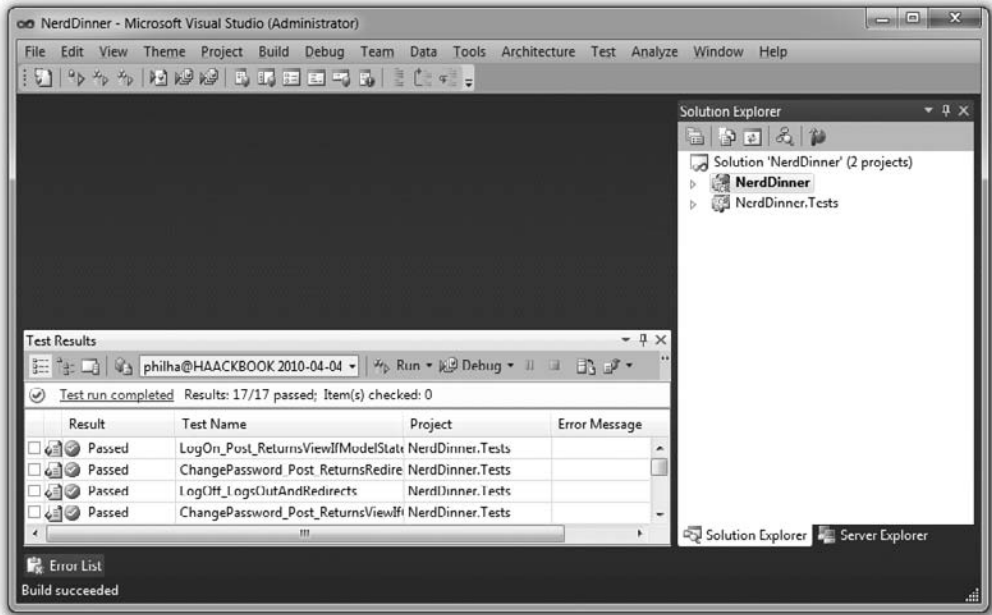 NerdDinner - Microsoft Visual Studio (Administrator)
File Edit View Theme Project Build Debug Team Data Tools Architecture Test Analyze Window Help
Solution Explorer
Solution 'NerdDinner' (2 projects)
NerdDinner
NerdDinner.Tests
Test Results
philha@HAACKBOOK 2010-04-04 Run Debug
Test run completed Results: 17/17 passed; Item(s) checked: 0
Result Test Name Project Error Message
Passed LogOn_Post_ReturnsViewIfModelState NerdDinner.Tests
Passed ChangePassword_Post_ReturnsRedire NerdDinner.Tests
Passed LogOff_LogsOutAndRedirects NerdDinner.Tests
Passed ChangePassword_Post_ReturnsViewIf NerdDinner.Tests
Solution Explorer Server Explorer
Error List
Build succeeded